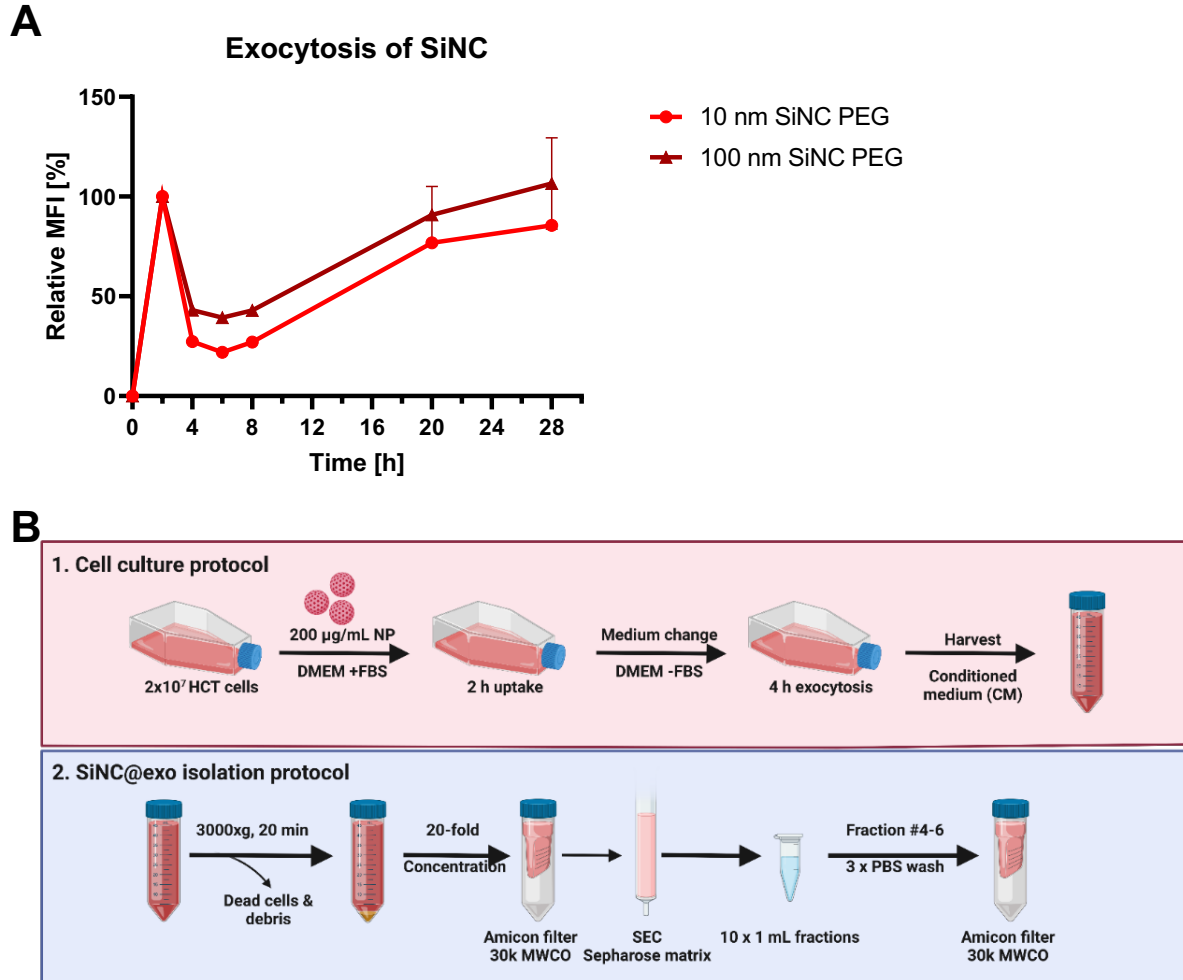 A
Exocytosis of SiNC
150
100
50
0
Relative MFI [%]
0 4 8 12 16 20 24 28
Time [h]
10 nm SiNC PEG
100 nm SiNC PEG
B
1. Cell culture protocol
2x10⁷ HCT cells
200 µg/mL NP
DMEM +FBS
2 h uptake
Medium change
DMEM -FBS
4 h exocytosis
Harvest
Conditioned
medium (CM)
2. SiNC@exo isolation protocol
3000xg, 20 min
Dead cells &
debris
20-fold
Concentration
Amicon filter
30k MWCO
SEC
Sepharose matrix
10 x 1 mL fractions
Fraction #4-6
3 x PBS wash
Amicon filter
30k MWCO